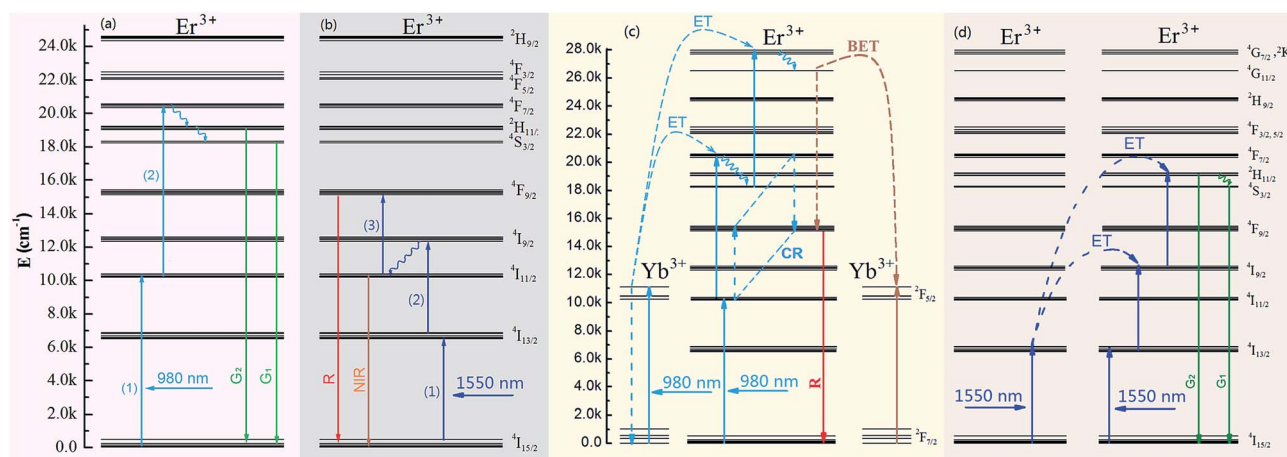 (a)
Er³⁺
E (cm⁻¹)
24.0k
22.0k
20.0k
18.0k
16.0k
14.0k
12.0k
10.0k
8.0k
6.0k
4.0k
2.0k
0.0
(2)
(1)
980 nm
G₂
G₁
(b)
Er³⁺
²H₉/₂
⁴F₃/₂
⁴F₅/₂
⁴F₇/₂
²H₁₁/₂
⁴S₃/₂
⁴F₉/₂
⁴I₉/₂
⁴I₁₁/₂
⁴I₁₃/₂
⁴I₁₅/₂
(3)
(2)
(1)
R
NIR
1550 nm
(c)
ET
Er³⁺
BET
28.0k
26.0k
24.0k
22.0k
20.0k
18.0k
16.0k
14.0k
12.0k
10.0k
8.0k
6.0k
4.0k
2.0k
0.0
ET
CR
Yb³⁺
Yb³⁺
²F₅/₂
980 nm
980 nm
R
²F₇/₂
(d)
Er³⁺
Er³⁺
⁴G₇/₂ ,²K
⁴G₁₁/₂
²H₉/₂
⁴F₃/₂, ₅/₂
⁴F₇/₂
²H₁₁/₂
⁴S₃/₂
⁴F₉/₂
⁴I₉/₂
⁴I₁₁/₂
⁴I₁₃/₂
⁴I₁₅/₂
ET
ET
1550 nm
1550 nm
G₂
G₁